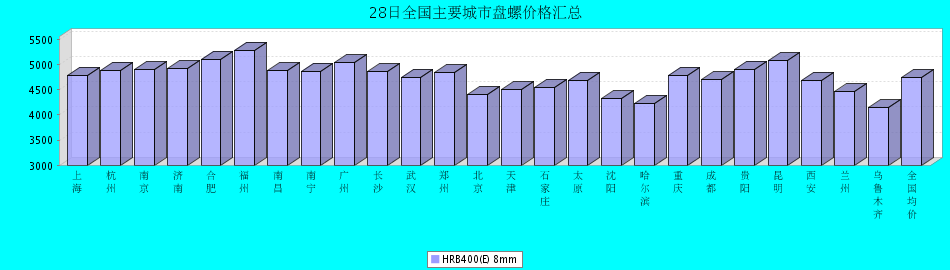 28日全国主要城市盘螺价格汇总
5500
5000
4500
4000
3500
3000
上海
杭州
南京
济南
合肥
福州
南昌
南宁
广州
长沙
武汉
郑州
北京
天津
石家庄
太原
沈阳
哈尔滨
重庆
成都
贵阳
昆明
西安
兰州
乌鲁木齐
全国均价
HRB400(E) 8mm